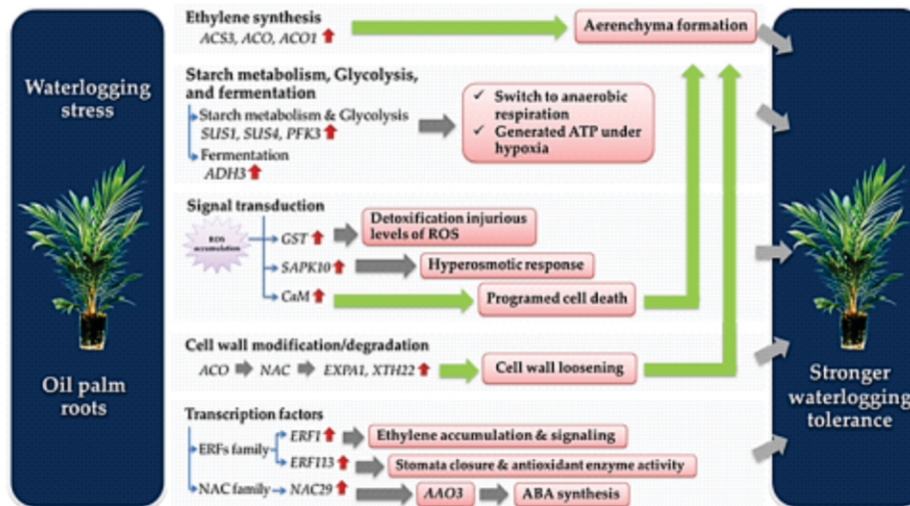 Waterlogging
stress
Oil palm
roots
Ethylene synthesis
ACS3, ACO, ACO1
Aerenchyma formation
Starch metabolism, Glycolysis,
and fermentation
Starch metabolism & Glycolysis
SUS1, SUS4, PFK3
Fermentation
ADH3
✓ Switch to anaerobic
respiration
✓ Generated ATP under
hypoxia
Signal transduction
ROS
accumulation
GST
Detoxification injurious
levels of ROS
SAPK10
Hyperosmotic response
CaM
Programed cell death
Cell wall modification/degradation
ACO NAC EXPA1, XTH22
Cell wall loosening
Transcription factors
ERFs family
ERF1
Ethylene accumulation & signaling
ERF113
Stomata closure & antioxidant enzyme activity
NAC family NAC29
AAO3
ABA synthesis
Stronger
waterlogging
tolerance